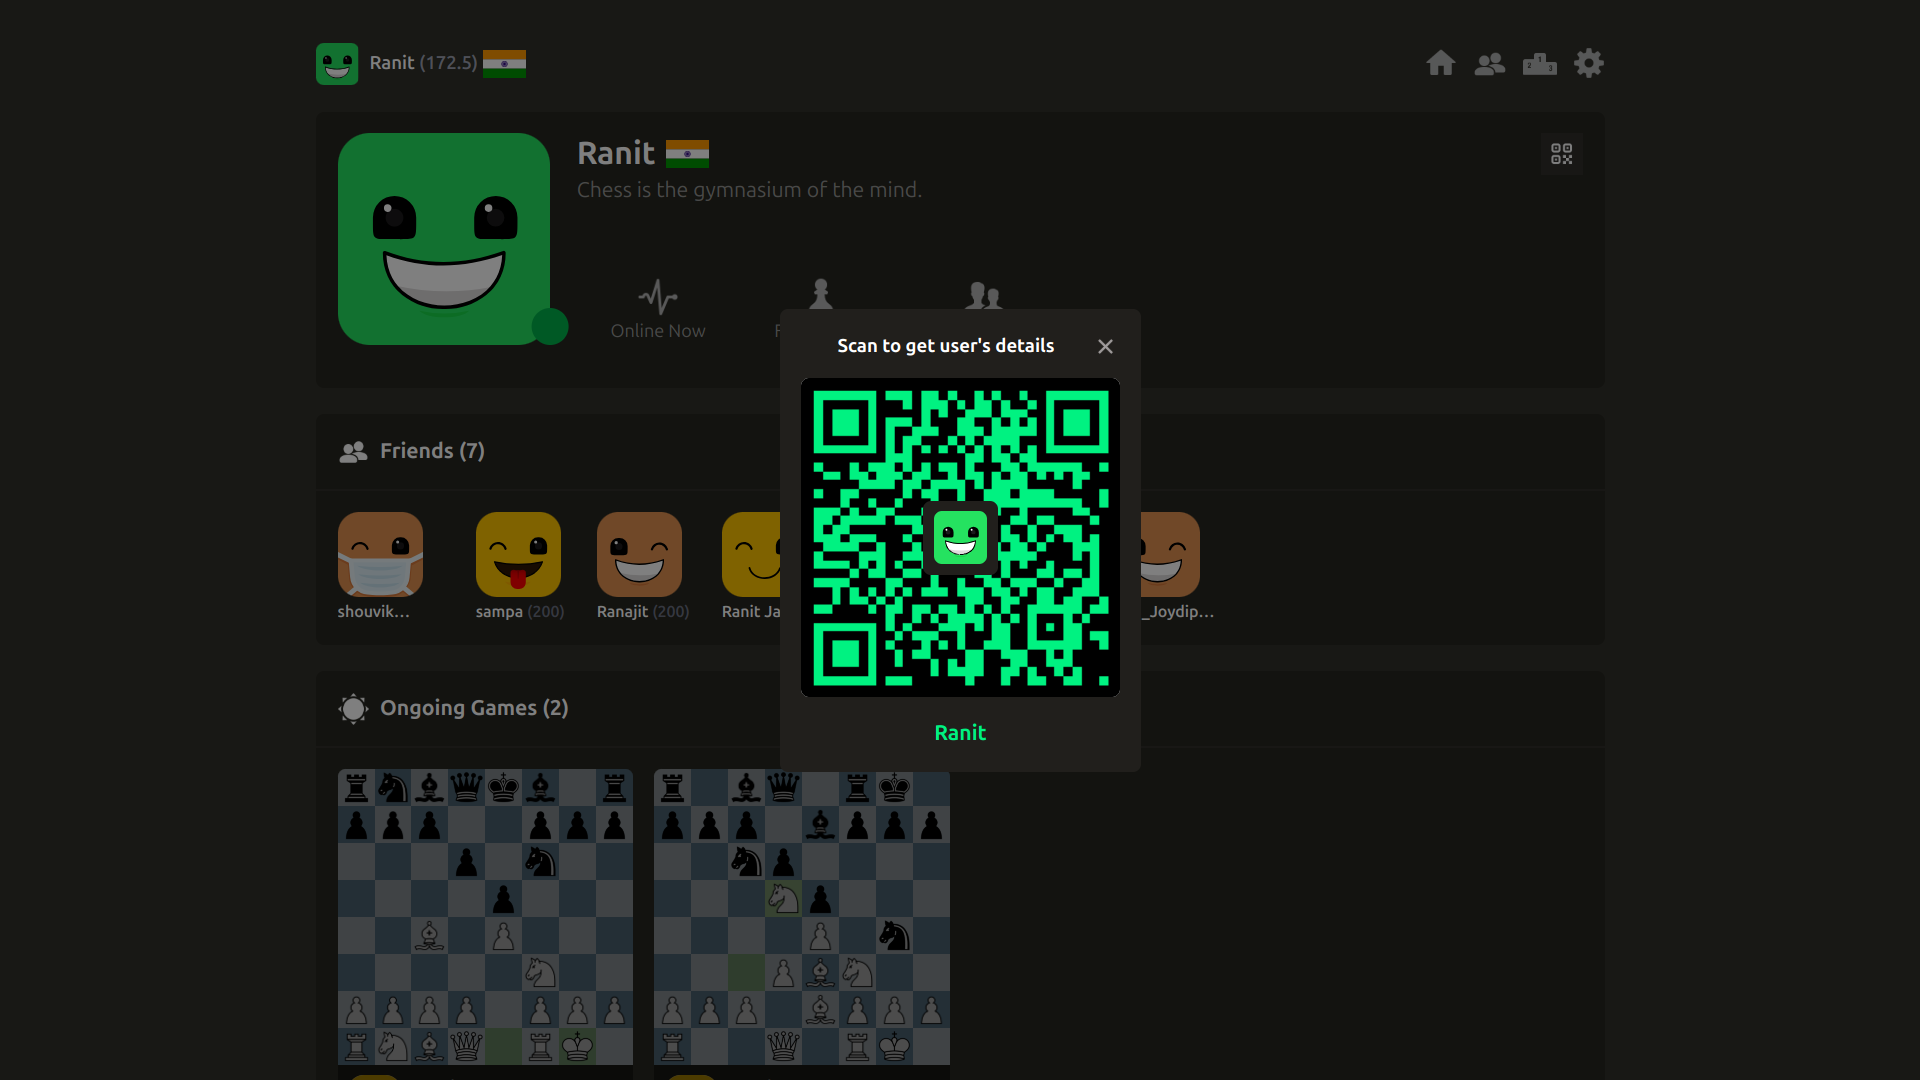 Ranit (172.5)
Ranit
Chess is the gymnasium of the mind.
Online Now
Scan to get user's details
Friends (7)
shouvik...
sampa (200)
Ranajit (200)
Ranit Ja
_Joydip...
Ranit
Ongoing Games (2)